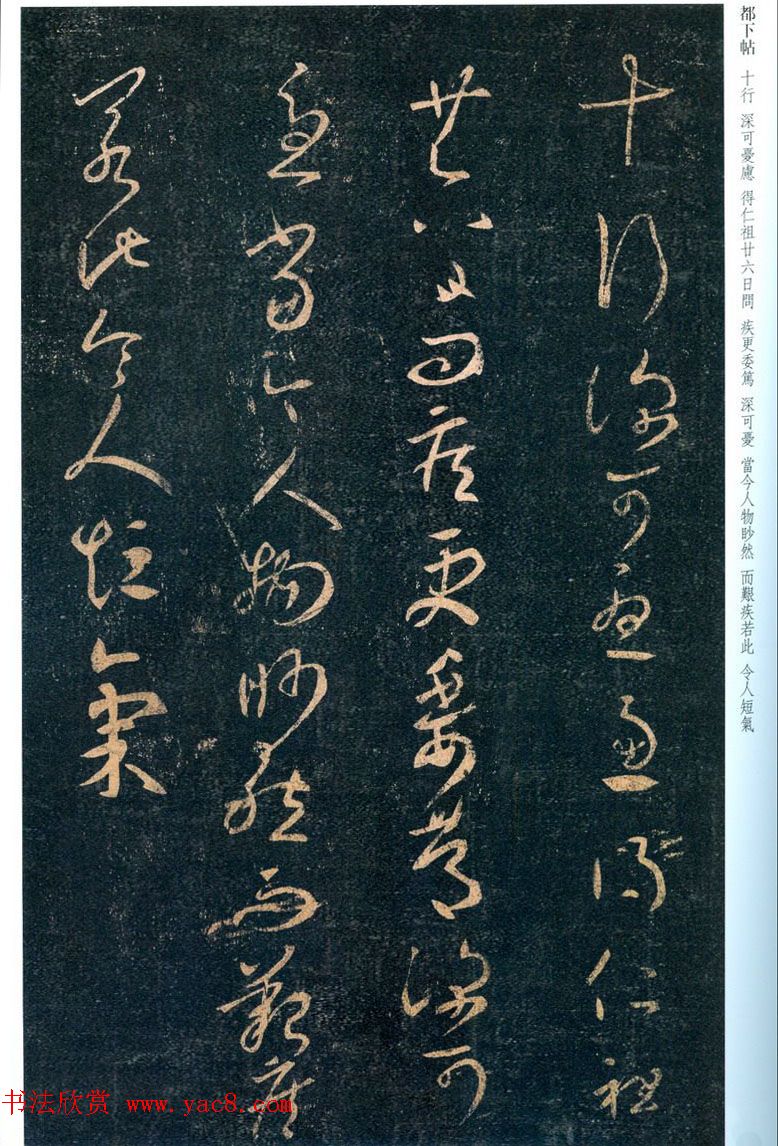 都下帖 十行 深可憂慮 得仁祖廿六日問 疾更委篤 深可憂 當今人物眇然 而艱疾若此 令人短氣
十行深可憂慮得仁祖
廿六日問疾更委篤深可
憂當今人物眇然而艱疾
若此令人短氣
书法欣赏 www.yac8.com